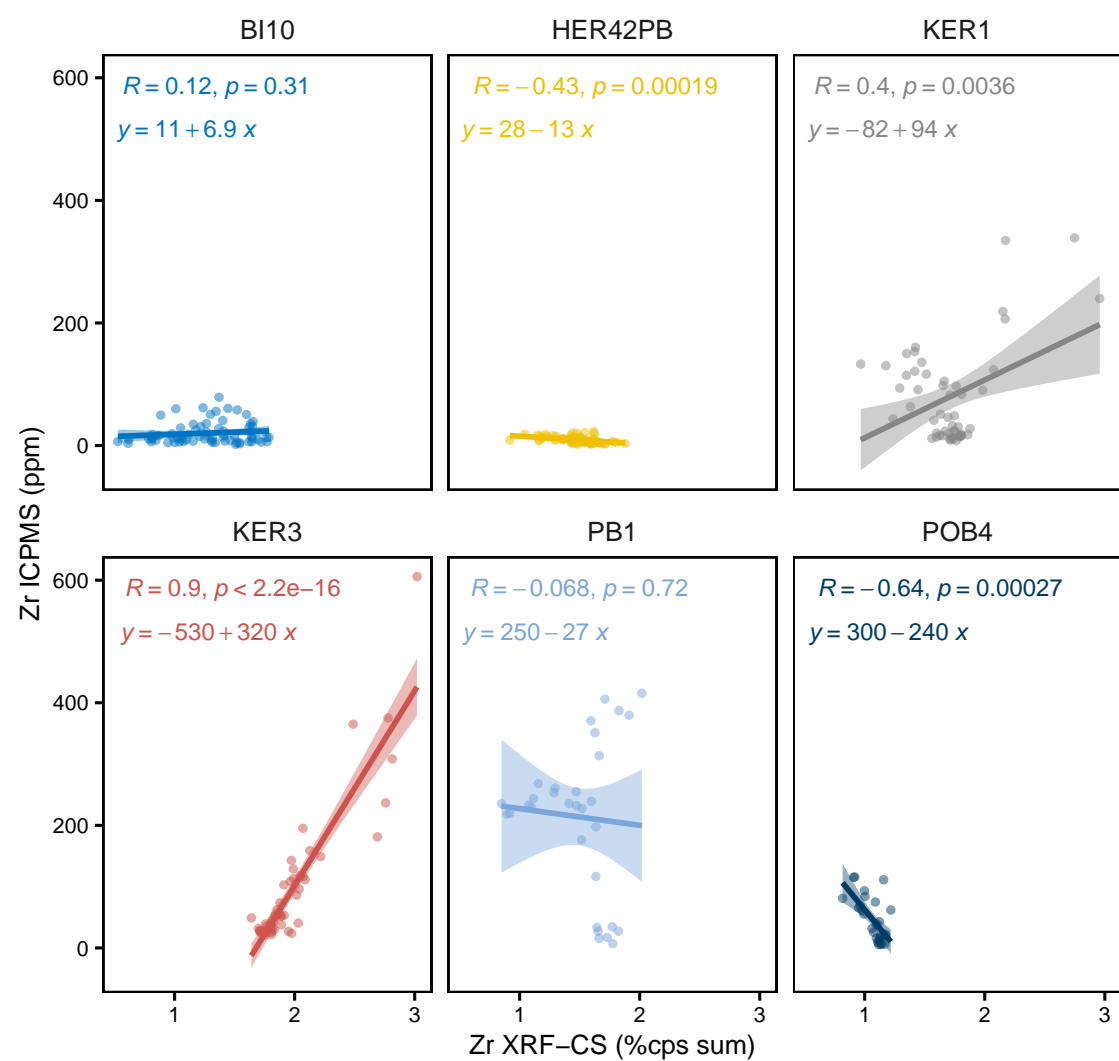 BI10
HER42PB
KER1
R = 0.12, p = 0.31
y = 11 + 6.9 x
R = −0.43, p = 0.00019
y = 28 − 13 x
R = 0.4, p = 0.0036
y = −82 + 94 x
600
400
200
0
KER3
PB1
POB4
R = 0.9, p < 2.2e−16
y = −530 + 320 x
R = −0.068, p = 0.72
y = 250 − 27 x
R = −0.64, p = 0.00027
y = 300 − 240 x
600
400
200
0
Zr ICPMS (ppm)
1 2 3
1 2 3
1 2 3
Zr XRF−CS (%cps sum)